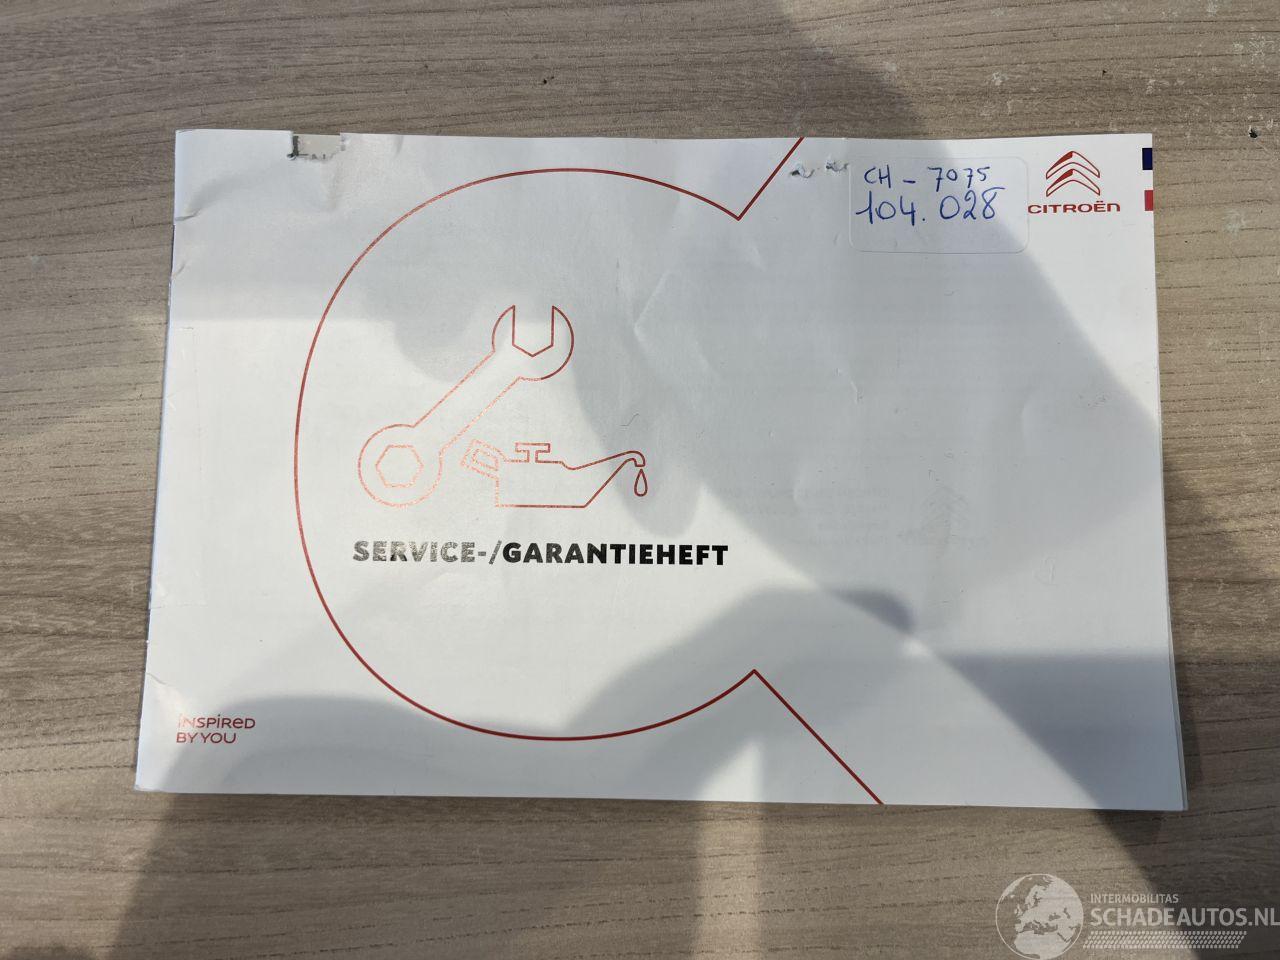 CH - 7075
104.028
CITROËN
SERVICE-/GARANTIEHEFT
INSPIRED
BY YOU
INTERMOBILITAS
SCHADEAUTOS.NL